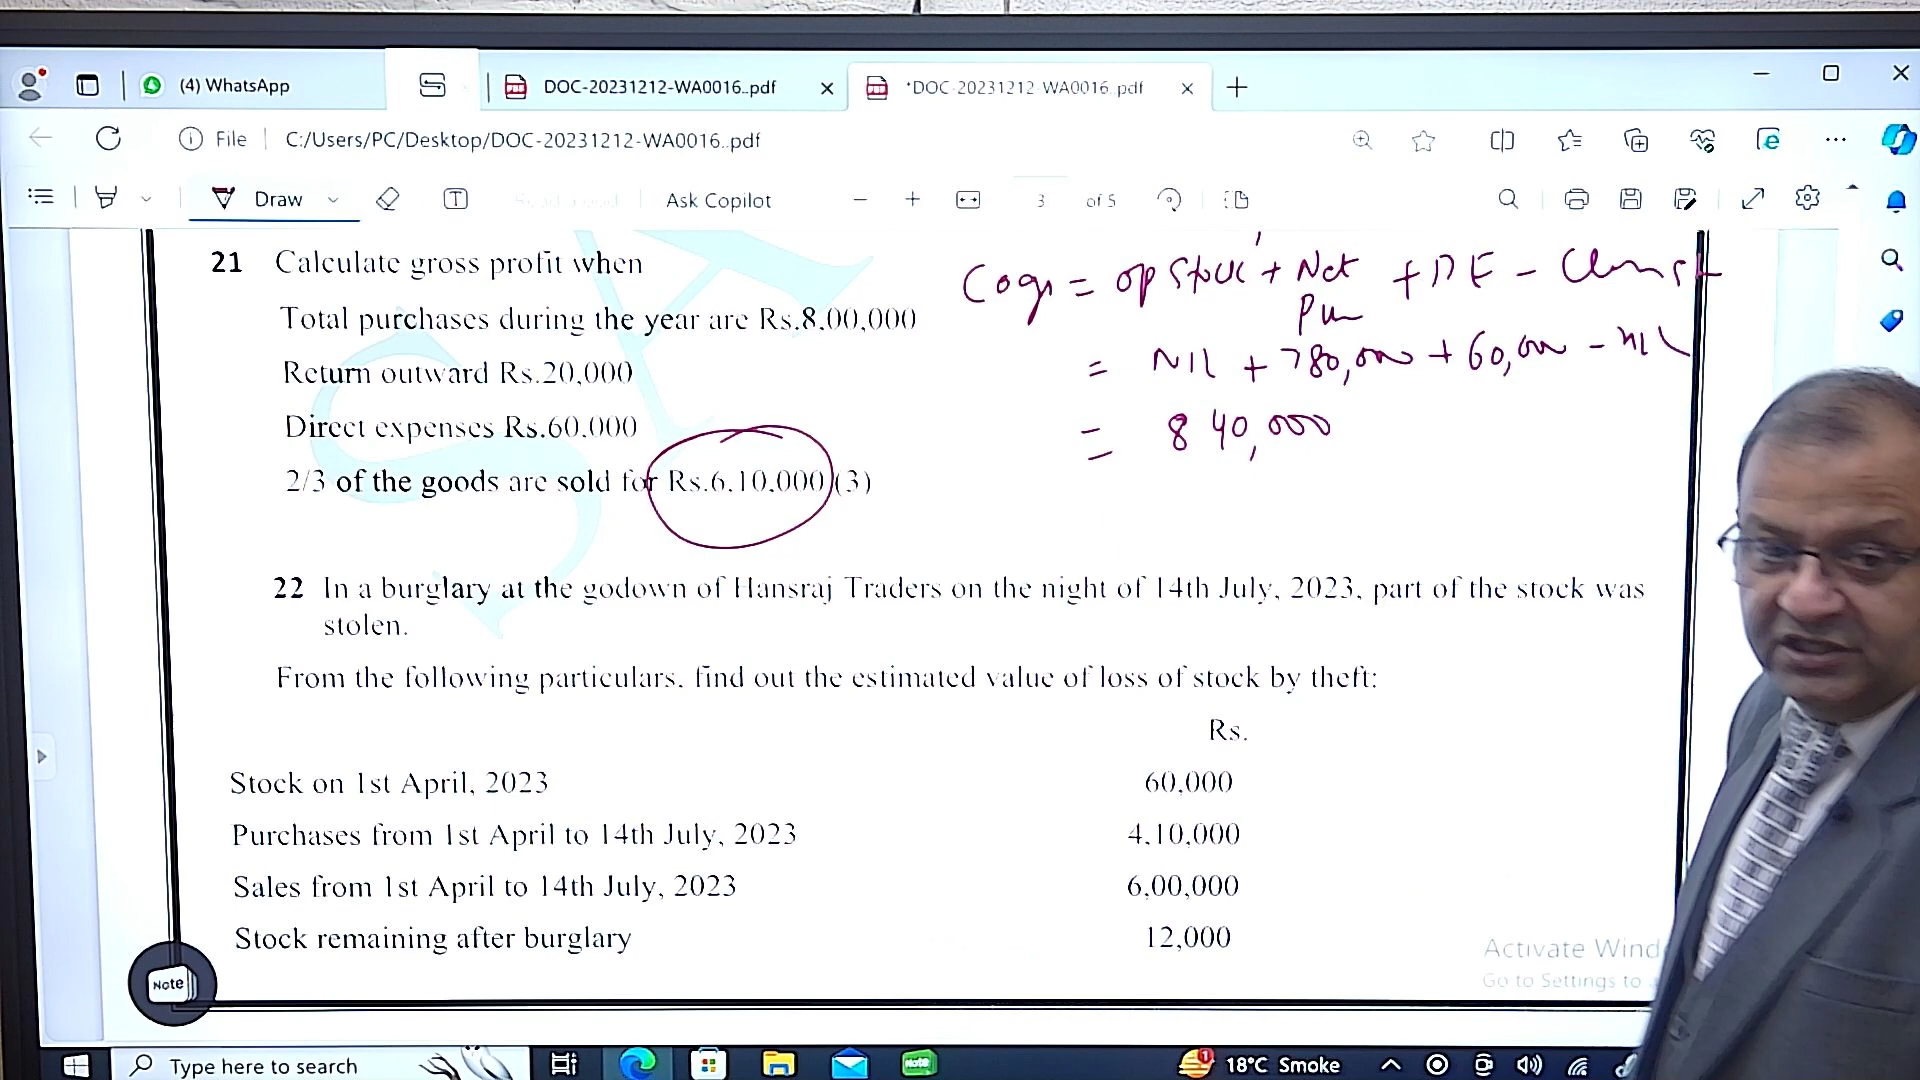 (4) WhatsApp
DOC-20231212-WA0016..pdf
*DOC-20231212-WA0016..pdf
File
C:/Users/PC/Desktop/DOC-20231212-WA0016..pdf
Draw
Ask Copilot
3
of 5
21 Calculate gross profit when
Total purchases during the year are Rs.8,00,000
Return outward Rs.20,000
Direct expenses Rs.60,000
2/3 of the goods are sold for Rs.6,10,000 (3)
Cogs = op Stock + Net Pur + DE -
= NIL + 780,000 + 60,000 - NIL
= 840,000
22 In a burglary at the godown of Hansraj Traders on the night of 14th July, 2023, part of the stock was
stolen.
From the following particulars, find out the estimated value of loss of stock by theft:
Rs.
Stock on 1st April, 2023 60,000
Purchases from 1st April to 14th July, 2023 4,10,000
Sales from 1st April to 14th July, 2023 6,00,000
Stock remaining after burglary 12,000
Activate Wind
Go to Settings to
Note
Type here to search
18°C Smoke